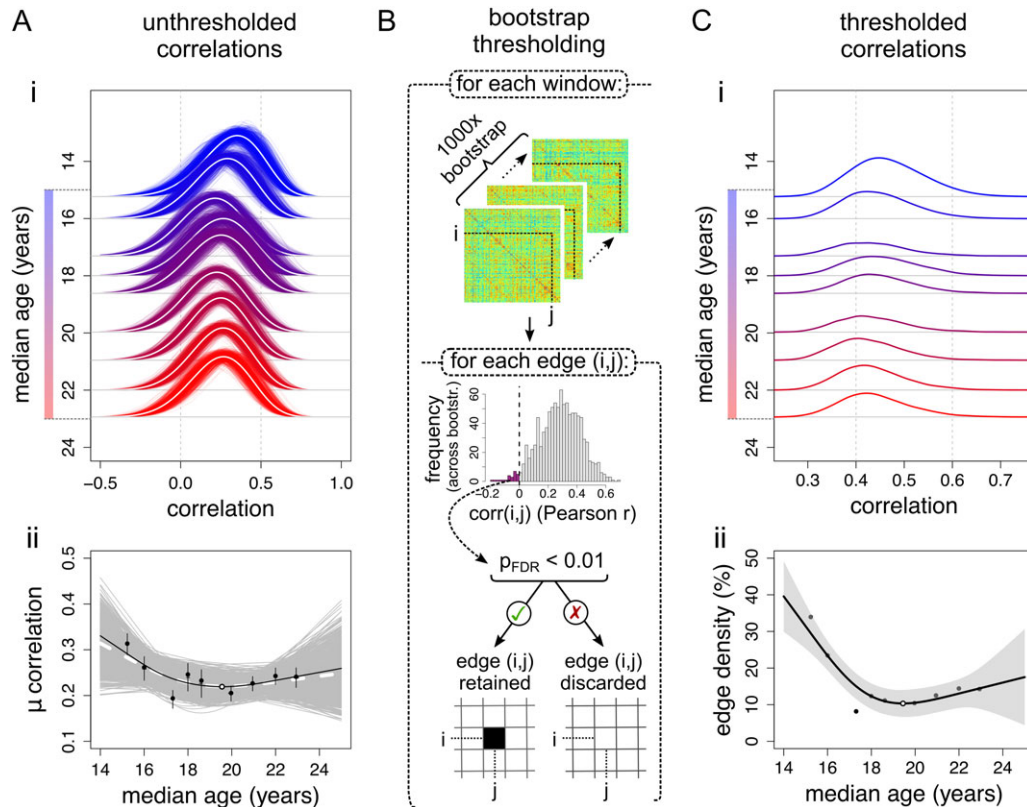 A
unthresholded
correlations
i
14
16
18
20
22
24
median age (years)
−0.5
0.0
0.5
1.0
correlation
ii
0.5
0.4
0.3
0.2
0.1
μ correlation
14
16
18
20
22
24
median age (years)
B
bootstrap
thresholding
for each window:
1000x
bootstrap
i
j
for each edge (i,j):
frequency
(across bootstr.)
60
40
20
0
-0.2
0
0.2
0.4
0.6
corr(i,j) (Pearson r)
pFDR < 0.01
✓
✗
edge (i,j)
retained
edge (i,j)
discarded
i
j
i
j
C
thresholded
correlations
i
14
16
18
20
22
24
median age (years)
0.3
0.4
0.5
0.6
0.7
correlation
ii
50
40
30
20
10
0
edge density (%)
14
16
18
20
22
24
median age (years)